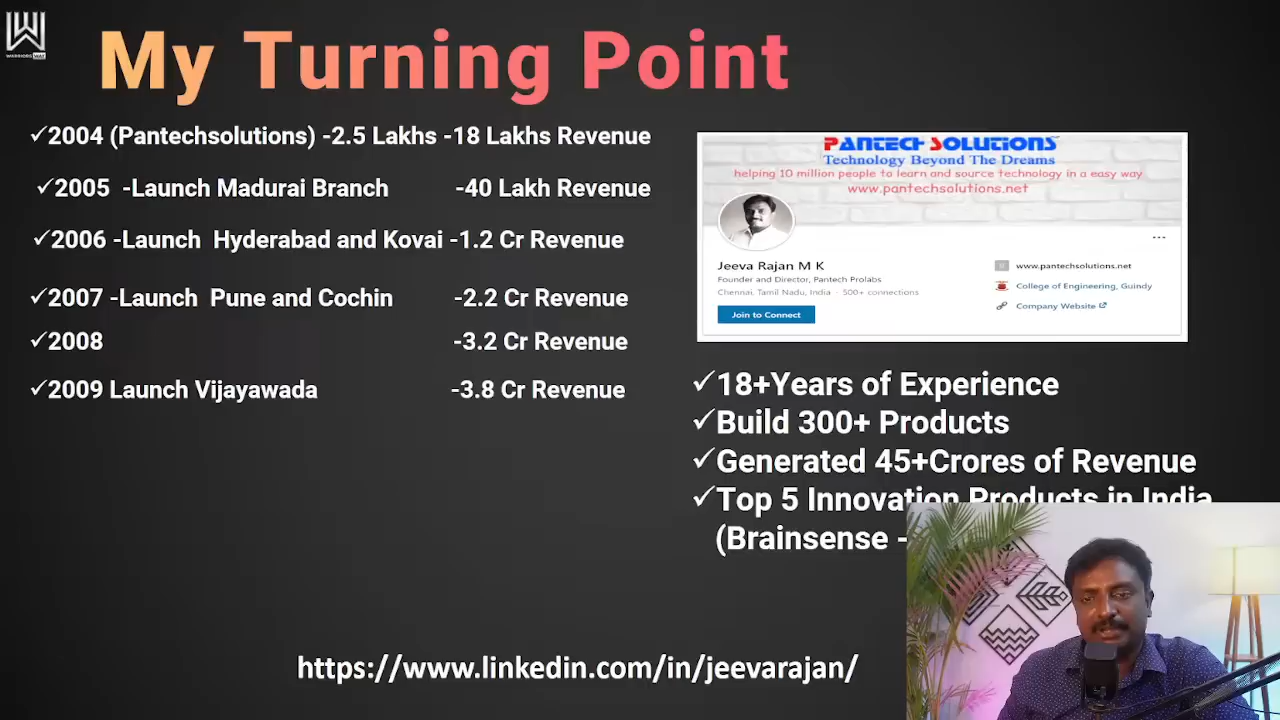 WARRIORS WAY
My Turning Point
✓2004 (Pantechsolutions) -2.5 Lakhs -18 Lakhs Revenue
✓2005 -Launch Madurai Branch -40 Lakh Revenue
✓2006 -Launch Hyderabad and Kovai -1.2 Cr Revenue
✓2007 -Launch Pune and Cochin -2.2 Cr Revenue
✓2008 -3.2 Cr Revenue
✓2009 Launch Vijayawada -3.8 Cr Revenue
PANTECH SOLUTIONS
Technology Beyond The Dreams
helping 10 million people to learn and source technology in a easy way
www.pantechsolutions.net
...
Jeeva Rajan M K
Founder and Director, Pantech Prolabs
Chennai, Tamil Nadu, India · 500+ connections
Join to Connect
www.pantechsolutions.net
College of Engineering, Guindy
Company Website
✓18+Years of Experience
✓Build 300+ Products
✓Generated 45+Crores of Revenue
✓Top 5 Innovation Products in India
(Brainsense -
https://www.linkedin.com/in/jeevarajan/